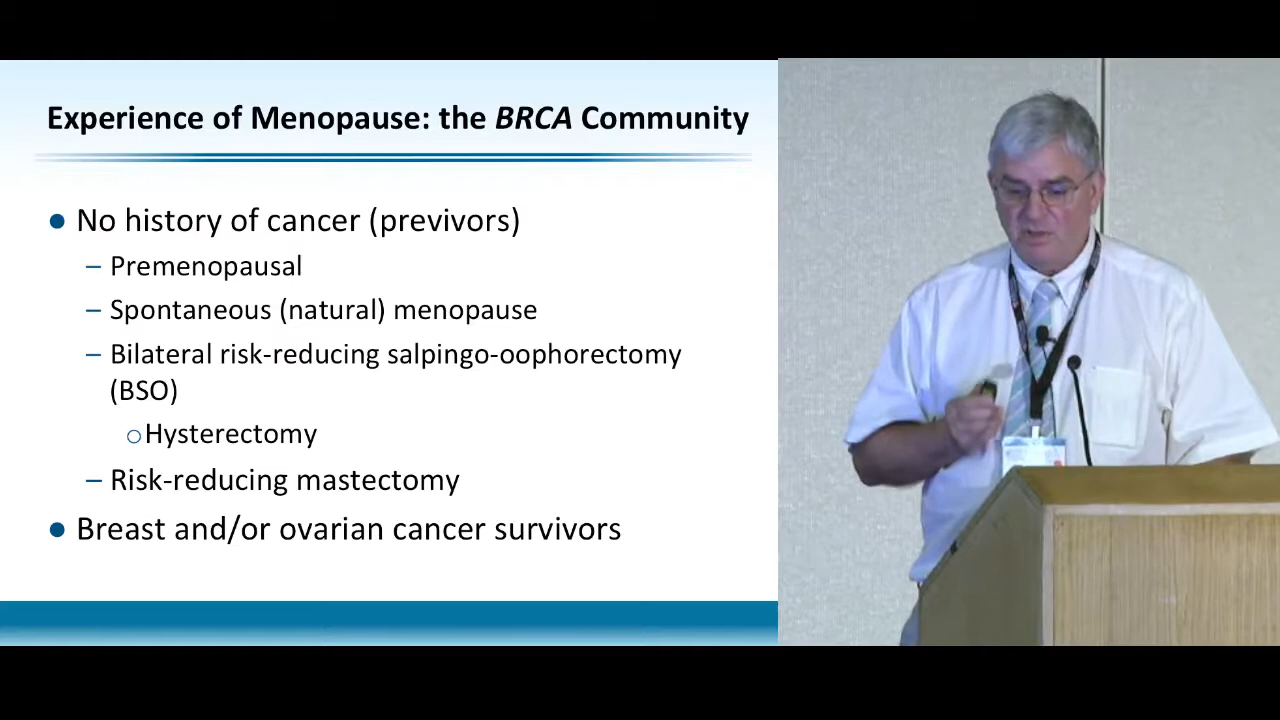 Experience of Menopause: the BRCA Community
● No history of cancer (previvors)
– Premenopausal
– Spontaneous (natural) menopause
– Bilateral risk-reducing salpingo-oophorectomy
(BSO)
○Hysterectomy
– Risk-reducing mastectomy
● Breast and/or ovarian cancer survivors